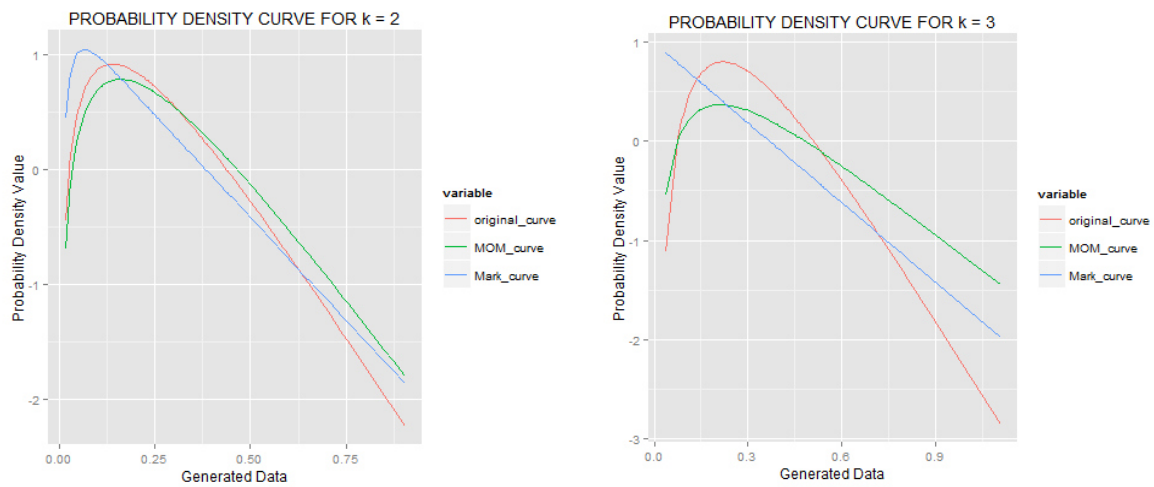 PROBABILITY DENSITY CURVE FOR k = 2
1
0
-1
-2
Probability Density Value
0.00 0.25 0.50 0.75
Generated Data
variable
original_curve
MOM_curve
Mark_curve
PROBABILITY DENSITY CURVE FOR k = 3
1
0
-1
-2
-3
Probability Density Value
0.0 0.3 0.6 0.9
Generated Data
variable
original_curve
MOM_curve
Mark_curve